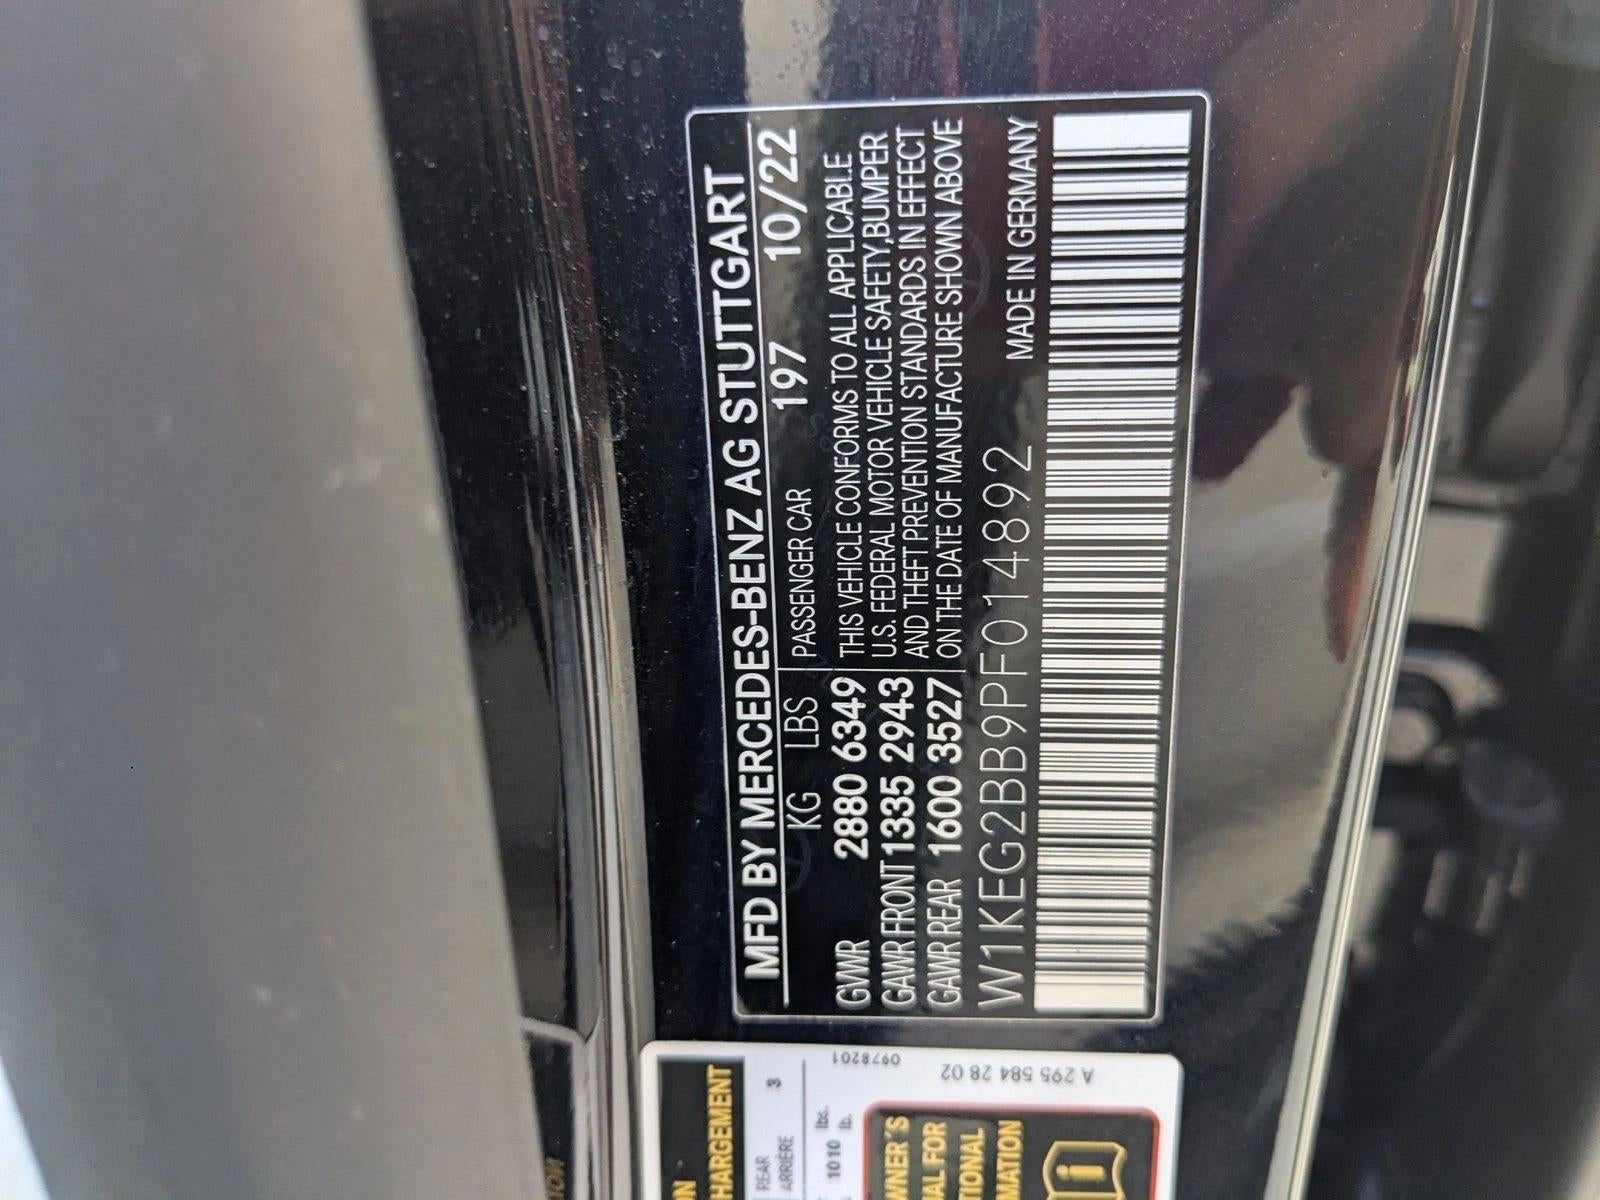 MFD BY MERCEDES-BENZ AG STUTTGART
KG LBS PASSENGER CAR 197 10/22
GVWR 2880 6349 THIS VEHICLE CONFORMS TO ALL APPLICABLE
GAWR FRONT 1335 2943 U.S. FEDERAL MOTOR VEHICLE SAFETY,BUMPER
AND THEFT PREVENTION STANDARDS IN EFFECT
GAWR REAR 1600 3527 ON THE DATE OF MANUFACTURE SHOWN ABOVE
W1KEG2BB9PF014892 MADE IN GERMANY
REAR 3
ARRIÈRE
1010 lbs.
lb.
0978201
A 295 584 28 02